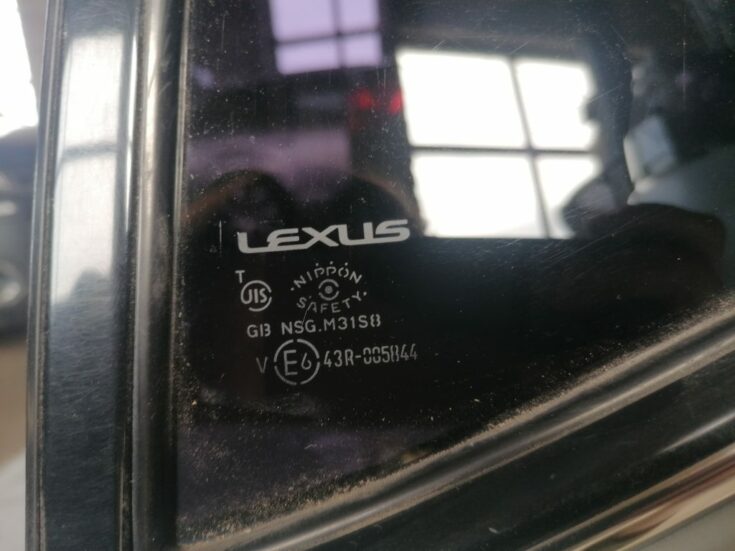 LEXUS
T
JIS
NIPPON
SAFETY
GB NSG.M31S8
V E6 43R-005844